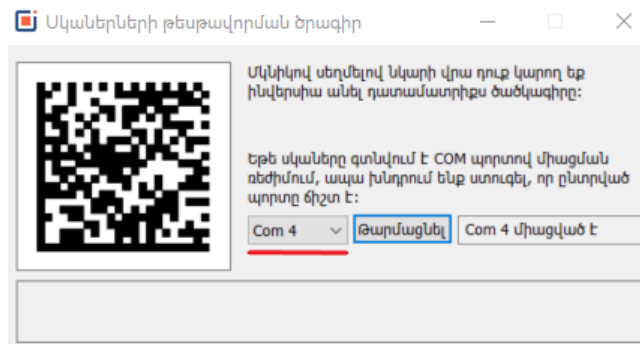 Սկաներների թեսթավորման ծրագիր
Մկնիկով սեղմելով նկարի վրա դուք կարող եք
ինվերսիա անել դատամատրիքս ծածկագիրը:
Եթե սկաները գտնվում է COM պորտով միացման
ռեժիմում, ապա խնդրում ենք ստուգել, որ ընտրված
պորտը ճիշտ է:
Com 4 Թարմացնել Com 4 միացված է